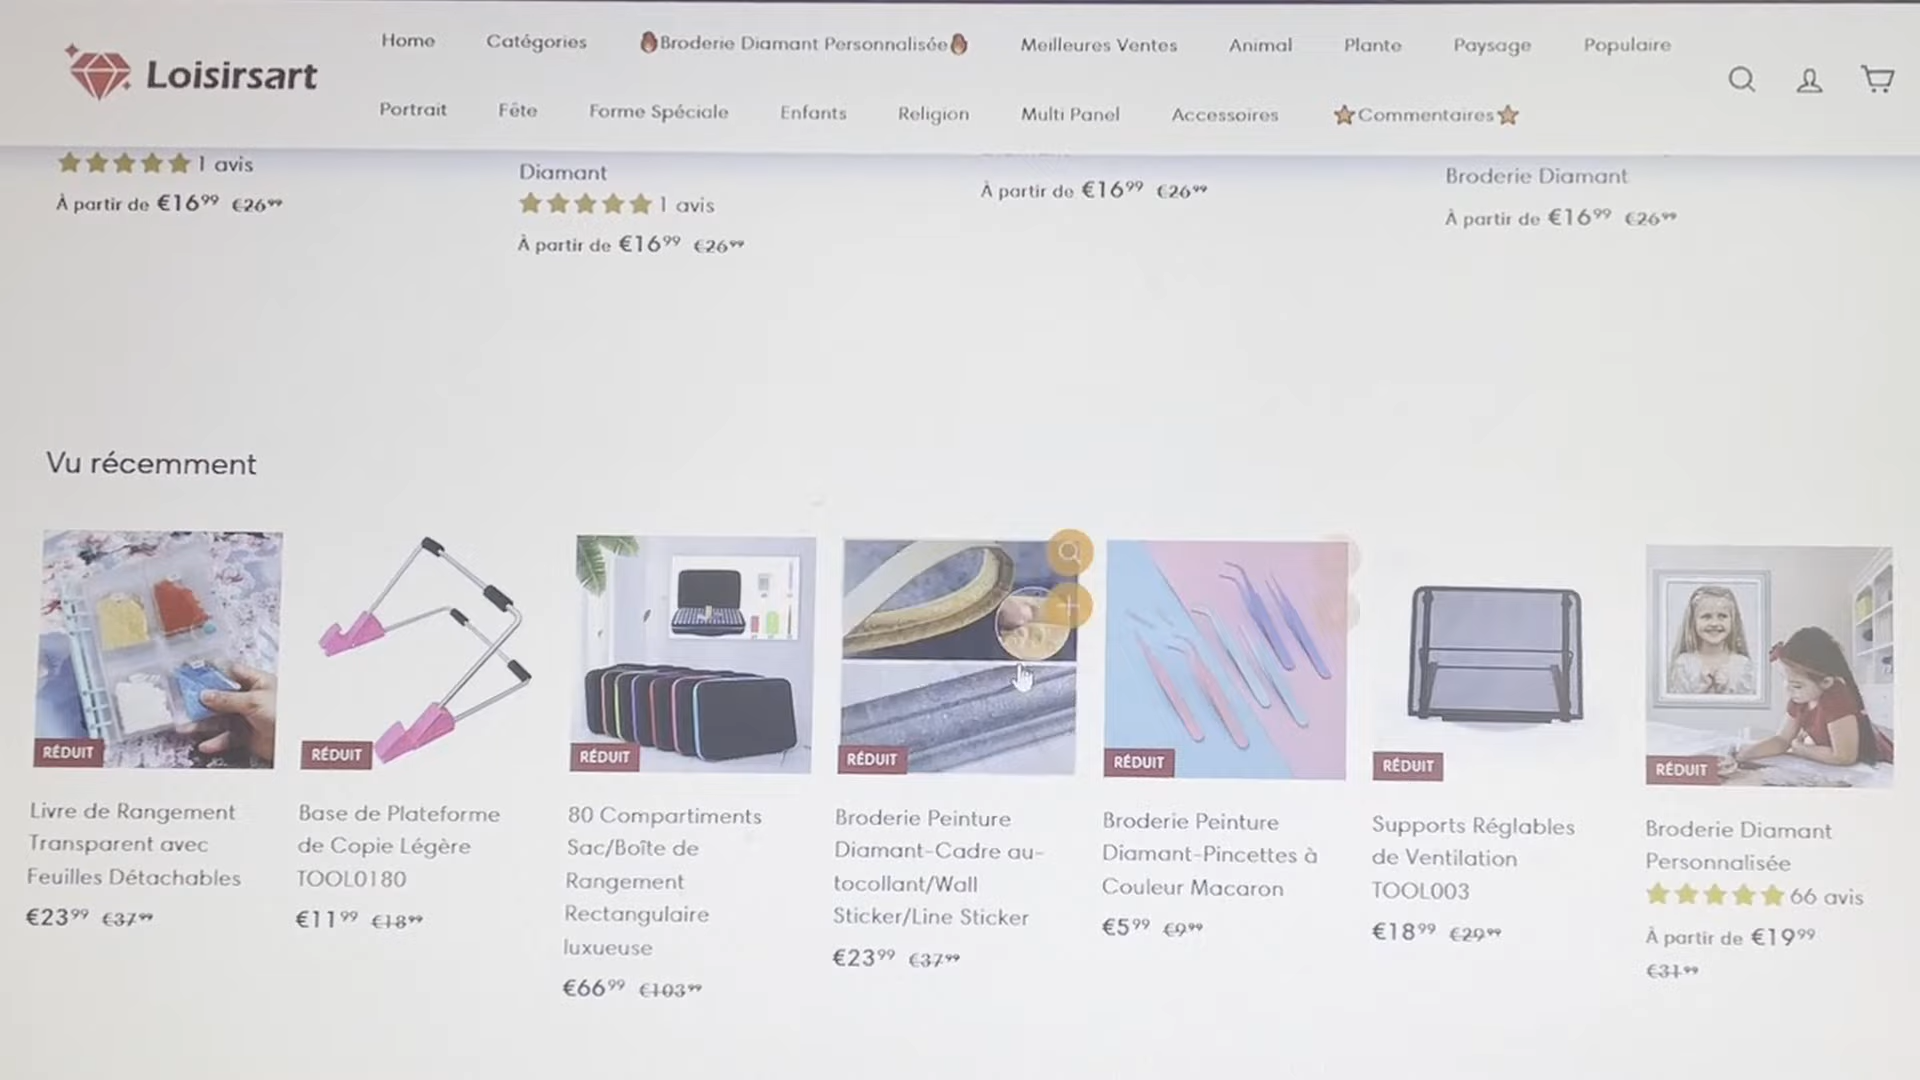 Loisirsart
Home Catégories Broderie Diamant Personnalisée Meilleures Ventes Animal Plante Paysage Populaire
Portrait Fête Forme Spéciale Enfants Religion Multi Panel Accessoires Commentaires
1 avis
À partir de €16⁹⁹ €26⁹⁹
Diamant
1 avis
À partir de €16⁹⁹ €26⁹⁹
À partir de €16⁹⁹ €26⁹⁹
Broderie Diamant
À partir de €16⁹⁹ €26⁹⁹
Vu récemment
RÉDUIT
Livre de Rangement
Transparent avec
Feuilles Détachables
€23⁹⁹ €37⁹⁹
RÉDUIT
Base de Plateforme
de Copie Légère
TOOL0180
€11⁹⁹ €18⁹⁹
RÉDUIT
80 Compartiments
Sac/Boîte de
Rangement
Rectangulaire
luxueuse
€66⁹⁹ €103⁹⁹
RÉDUIT
Broderie Peinture
Diamant-Cadre au-
tocollant/Wall
Sticker/Line Sticker
€23⁹⁹ €37⁹⁹
RÉDUIT
Broderie Peinture
Diamant-Pincettes à
Couleur Macaron
€5⁹⁹ €9⁹⁹
RÉDUIT
Supports Réglables
de Ventilation
TOOL003
€18⁹⁹ €29⁹⁹
RÉDUIT
Broderie Diamant
Personnalisée
66 avis
À partir de €19⁹⁹
€31⁹⁹